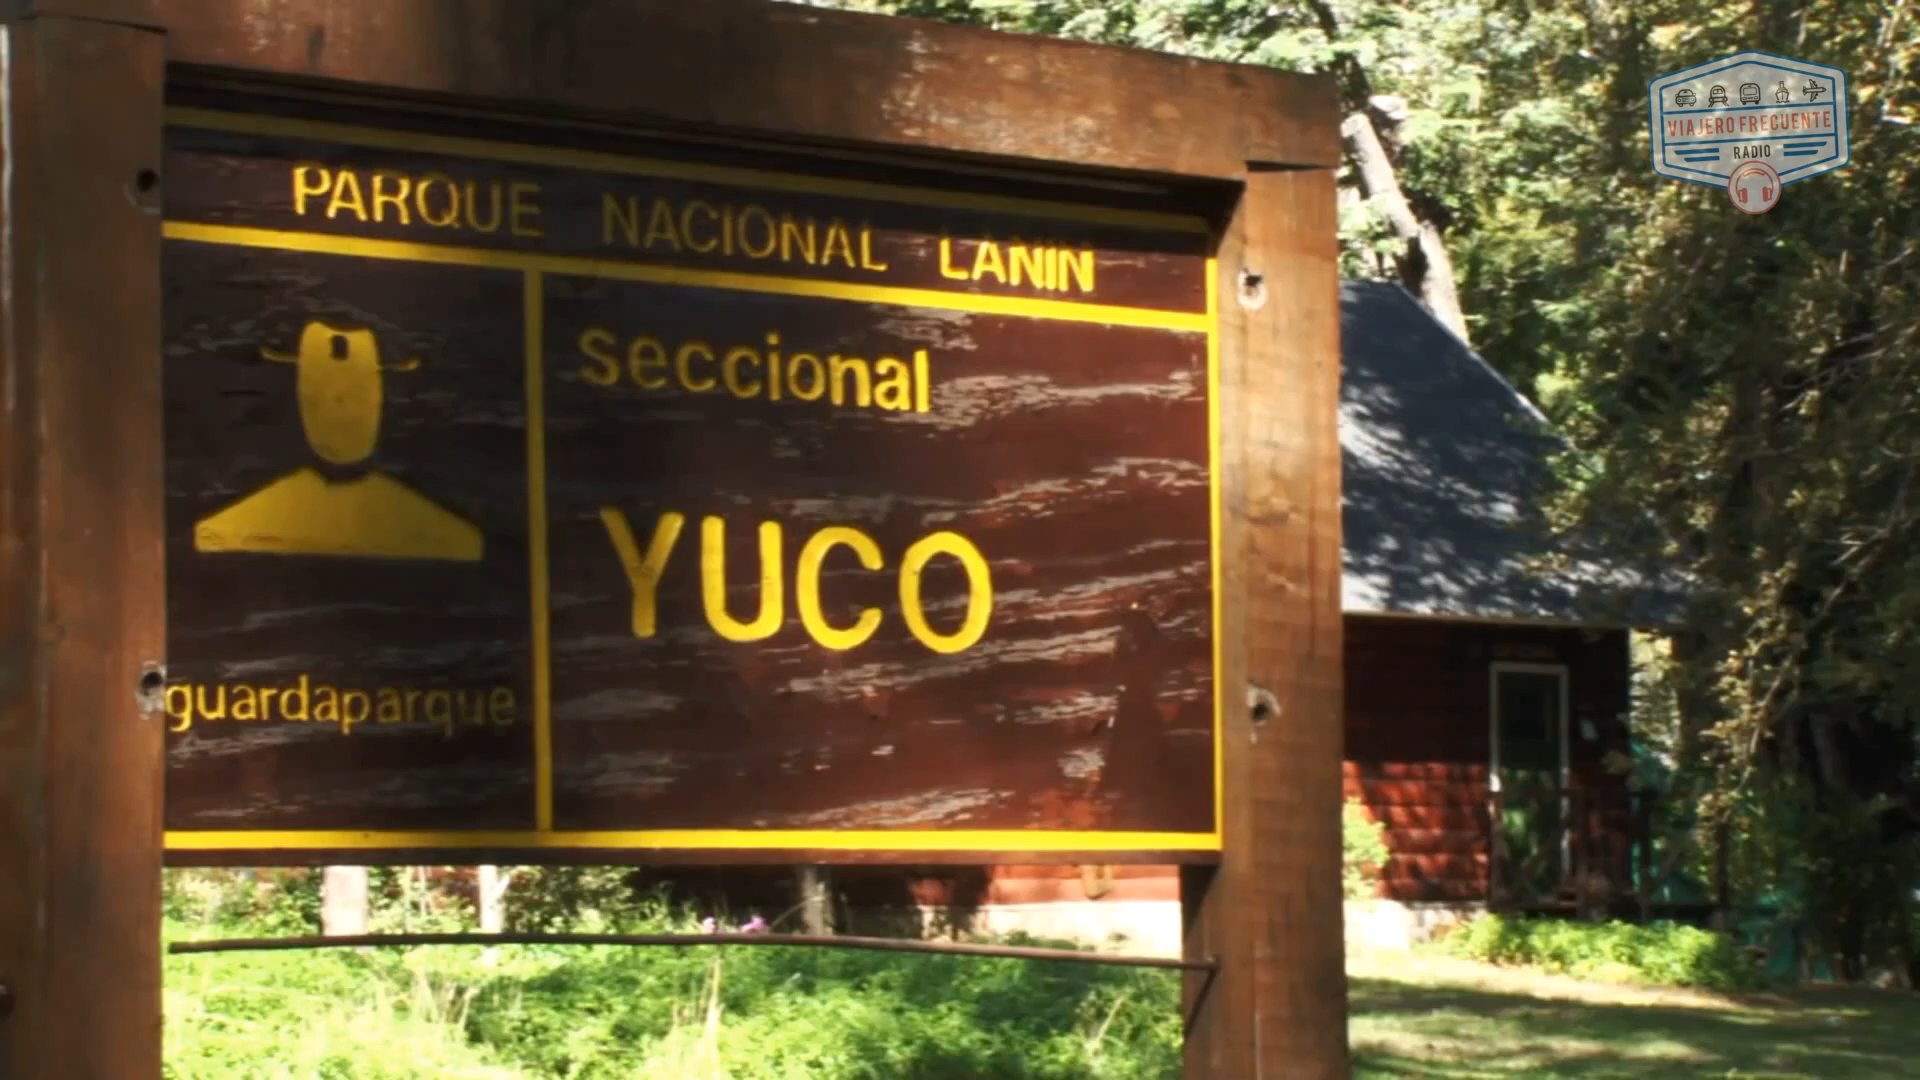 PARQUE NACIONAL LANIN
seccional
YUCO
guardaparque
VIAJERO FRECUENTE
RADIO